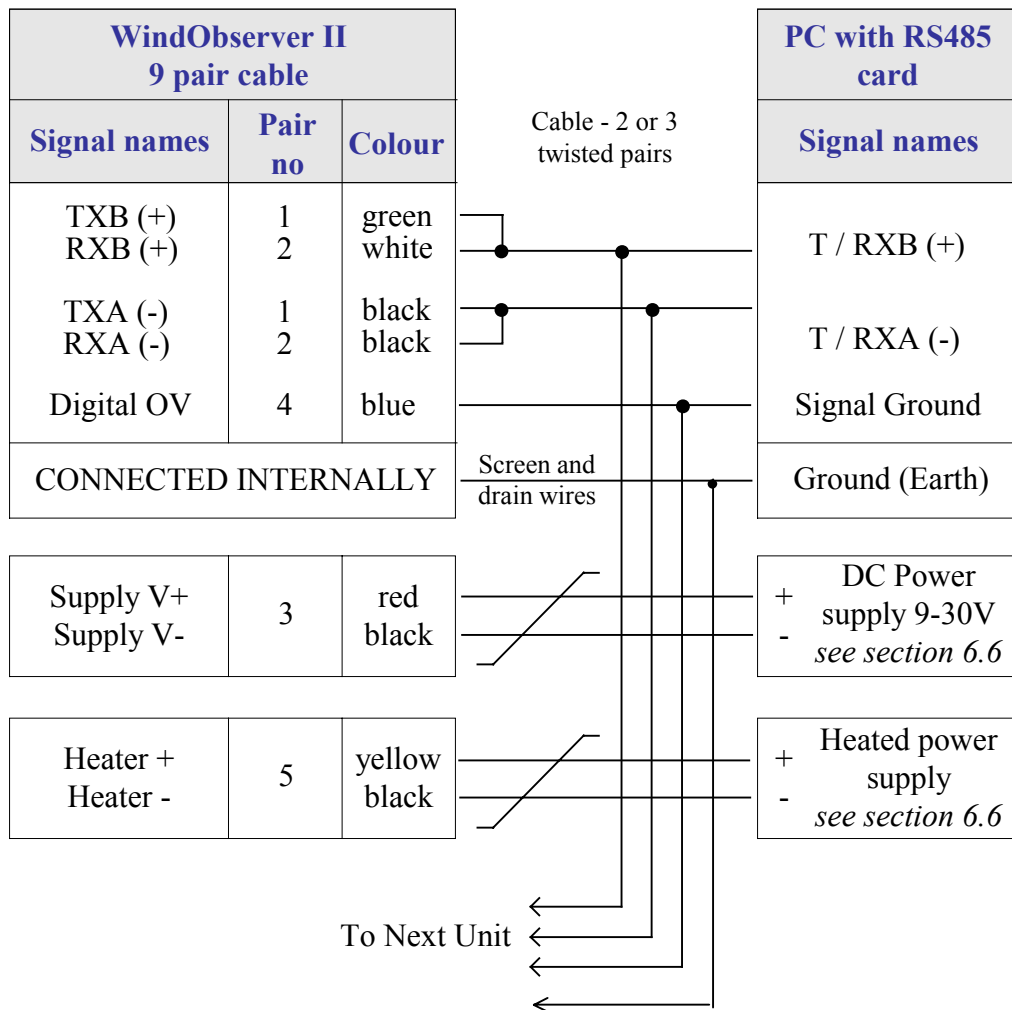 WindObserver II
9 pair cable
PC with RS485
card
Signal names
Pair
no
Colour
Cable - 2 or 3
twisted pairs
Signal names
TXB (+) 1 green
RXB (+) 2 white
T / RXB (+)
TXA (-) 1 black
RXA (-) 2 black
T / RXA (-)
Digital OV 4 blue
Signal Ground
CONNECTED INTERNALLY
Screen and
drain wires
Ground (Earth)
Supply V+
Supply V-
3
red
black
+
-
DC Power
supply 9-30V
see section 6.6
Heater +
Heater -
5
yellow
black
+
-
Heated power
supply
see section 6.6
To Next Unit